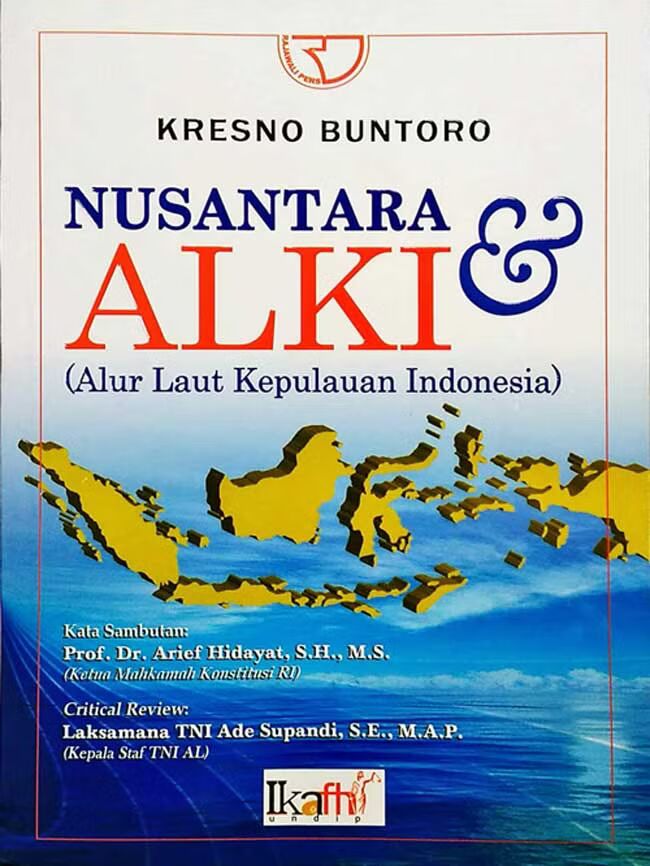 RAJAWALI PERS
KRESNO BUNTORO
NUSANTARA
& ALKI
(Alur Laut Kepulauan Indonesia)
Kata Sambutan:
Prof. Dr. Arief Hidayat, S.H., M.S.
(Ketua Mahkamah Konstitusi RI)
Critical Review:
Laksamana TNI Ade Supandi, S.E., M.A.P.
(Kepala Staf TNI AL)
Ikafh
undip